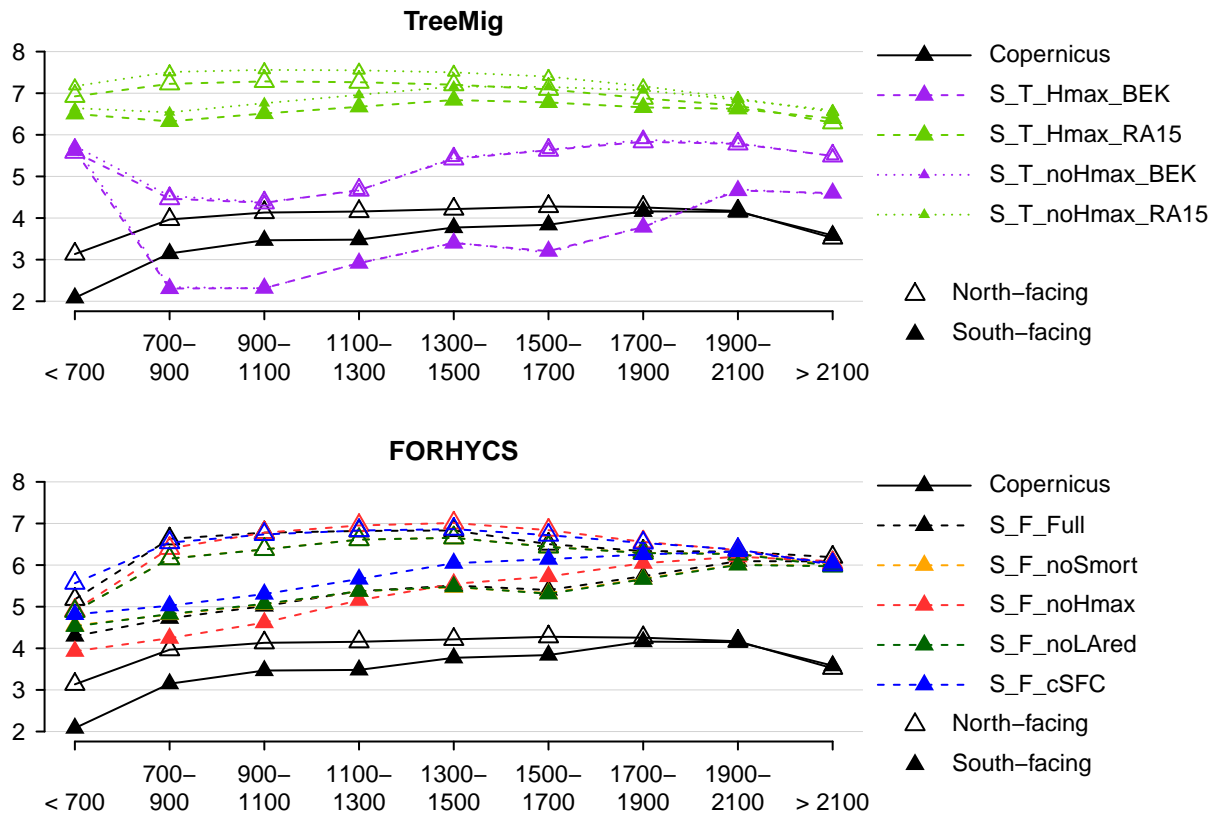 TreeMig
8
7
6
5
4
3
2
< 700
700–
900
900–
1100
1100–
1300
1300–
1500
1500–
1700
1700–
1900
1900–
2100
> 2100
Copernicus
S_T_Hmax_BEK
S_T_Hmax_RA15
S_T_noHmax_BEK
S_T_noHmax_RA15
North–facing
South–facing
FORHYCS
8
7
6
5
4
3
2
< 700
700–
900
900–
1100
1100–
1300
1300–
1500
1500–
1700
1700–
1900
1900–
2100
> 2100
Copernicus
S_F_Full
S_F_noSmort
S_F_noHmax
S_F_noLAred
S_F_cSFC
North–facing
South–facing